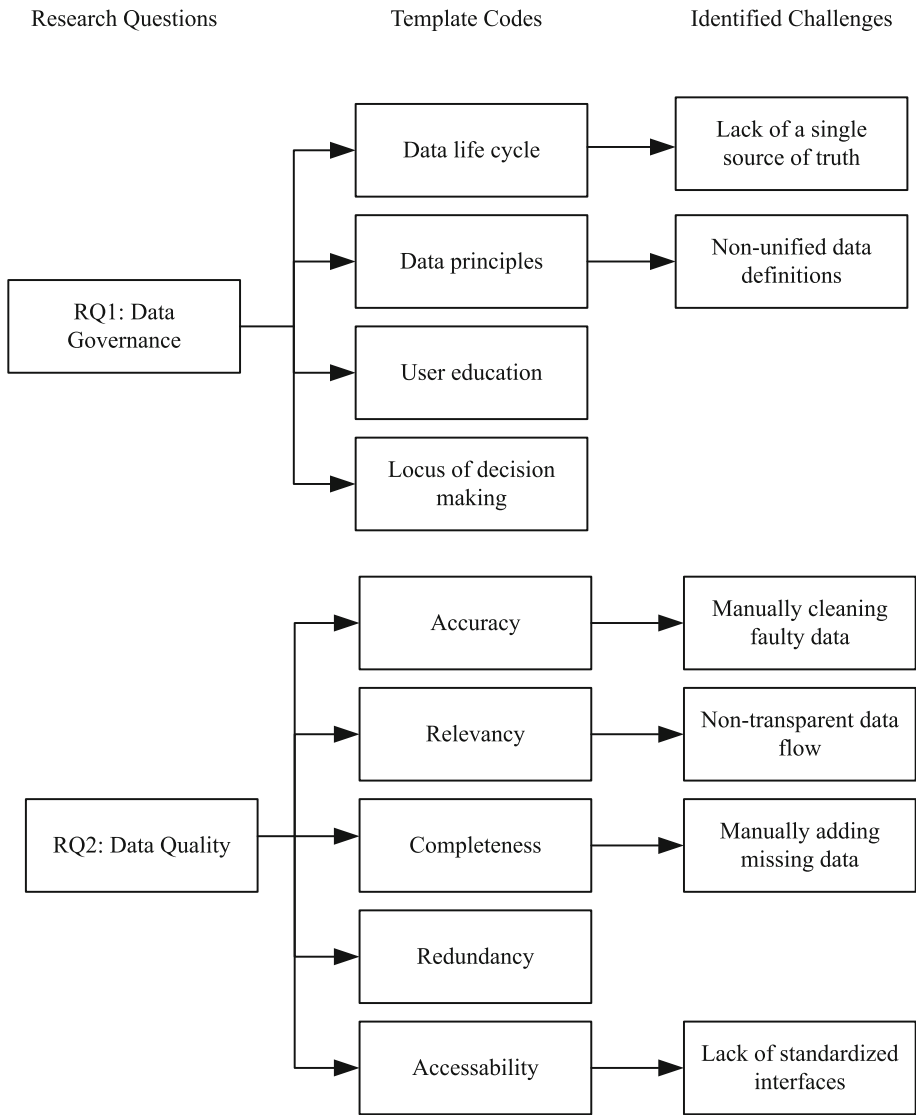 Research Questions
Template Codes
Identified Challenges
Data life cycle
Lack of a single
source of truth
Data principles
Non-unified data
definitions
RQ1: Data
Governance
User education
Locus of decision
making
Accuracy
Manually cleaning
faulty data
Relevancy
Non-transparent data
flow
RQ2: Data Quality
Completeness
Manually adding
missing data
Redundancy
Accessability
Lack of standardized
interfaces